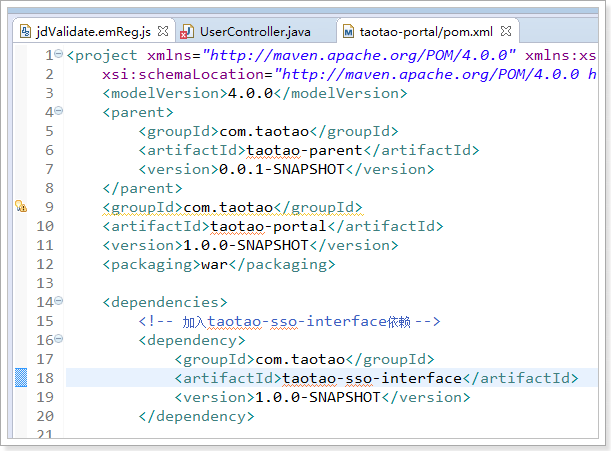 jdValidate.emReg.js UserController.java taotao-portal/pom.xml
1 <project xmlns="http://maven.apache.org/POM/4.0.0" xmlns:xs
2 xsi:schemaLocation="http://maven.apache.org/POM/4.0.0 h
3 <modelVersion>4.0.0</modelVersion>
4 <parent>
5 <groupId>com.taotao</groupId>
6 <artifactId>taotao-parent</artifactId>
7 <version>0.0.1-SNAPSHOT</version>
8 </parent>
9 <groupId>com.taotao</groupId>
10 <artifactId>taotao-portal</artifactId>
11 <version>1.0.0-SNAPSHOT</version>
12 <packaging>war</packaging>
13
14 <dependencies>
15 <!-- 加入taotao-sso-interface依赖 -->
16 <dependency>
17 <groupId>com.taotao</groupId>
18 <artifactId>taotao-sso-interface</artifactId>
19 <version>1.0.0-SNAPSHOT</version>
20 </dependency>
21